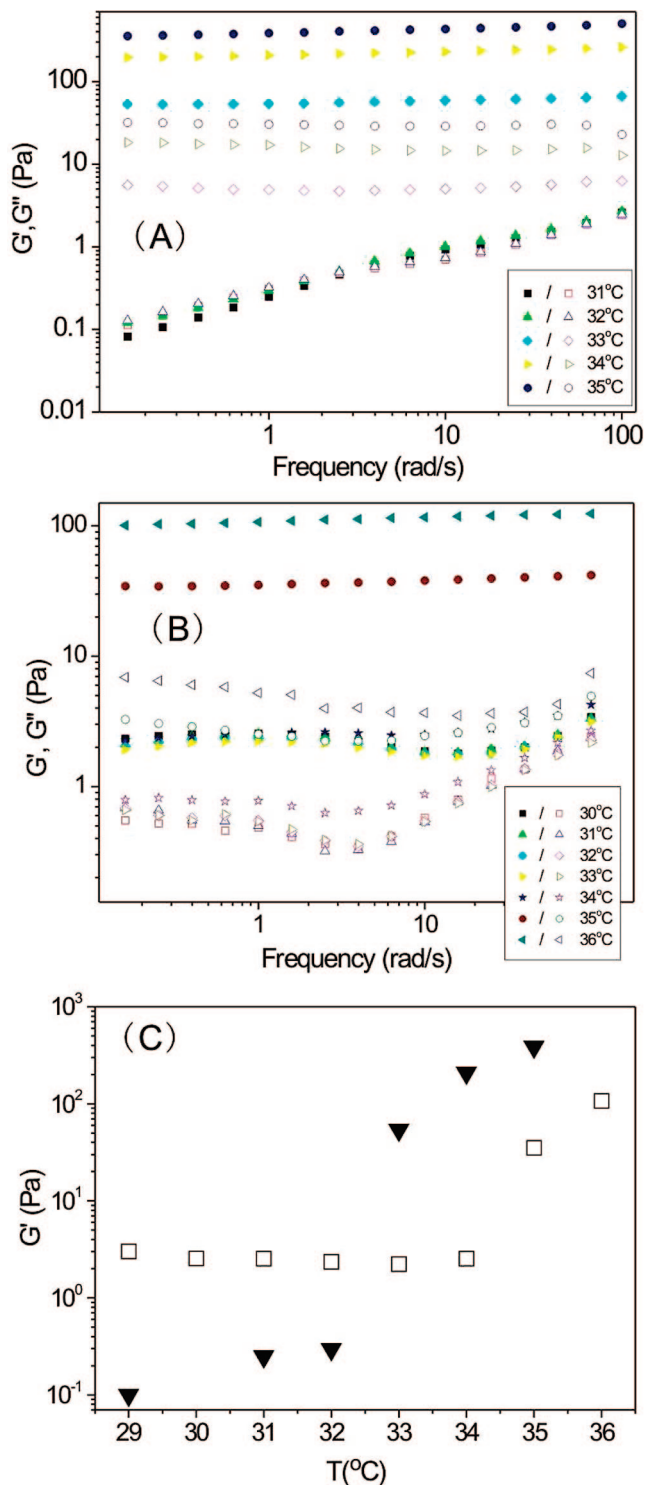 (A)
G',G" (Pa)
100
10
1
0.1
0.01
/ 31°C
/ 32°C
/ 33°C
/ 34°C
/ 35°C
1 10 100
Frequency (rad/s)
(B)
G', G" (Pa)
100
10
1
/ 30°C
/ 31°C
/ 32°C
/ 33°C
/ 34°C
/ 35°C
/ 36°C
1 10
Frequency (rad/s)
(C)
G' (Pa)
10³
10²
10¹
10⁰
10⁻¹
29 30 31 32 33 34 35 36
T(°C)